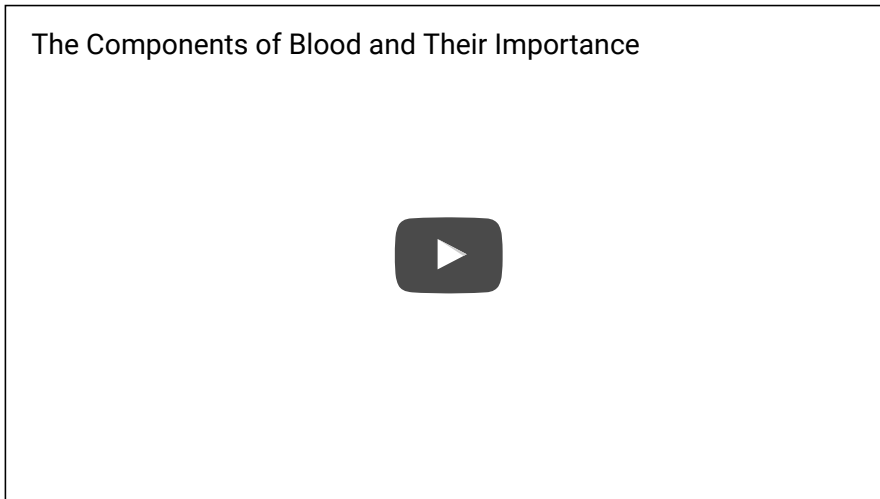 The Components of Blood and Their Importance